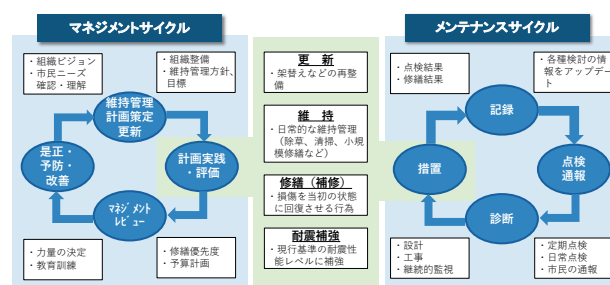 マネジメントサイクル
・組織ビジョン
・市民ニーズ
確認・理解
・組織整備
・維持管理方針、
目標
維持管理
計画策定
更新
是正・
予防・
改善
計画実践
・評価
マネジメント
レビュー
・力量の決定
・教育訓練
・修繕優先度
・予算計画
更 新
・架替えなどの再整
備
維 持
・日常的な維持管理
（除草、清掃、小規
模修繕など）
修繕（補修）
・損傷を当初の状態
に回復させる行為
耐震補強
・現行基準の耐震性
能レベルに補強
メンテナンスサイクル
・点検結果
・修繕結果
・各種検討の情
報をアップデー
ト
記録
措置
点検
通報
診断
・設計
・工事
・継続的監視
・定期点検
・日常点検
・市民の通報